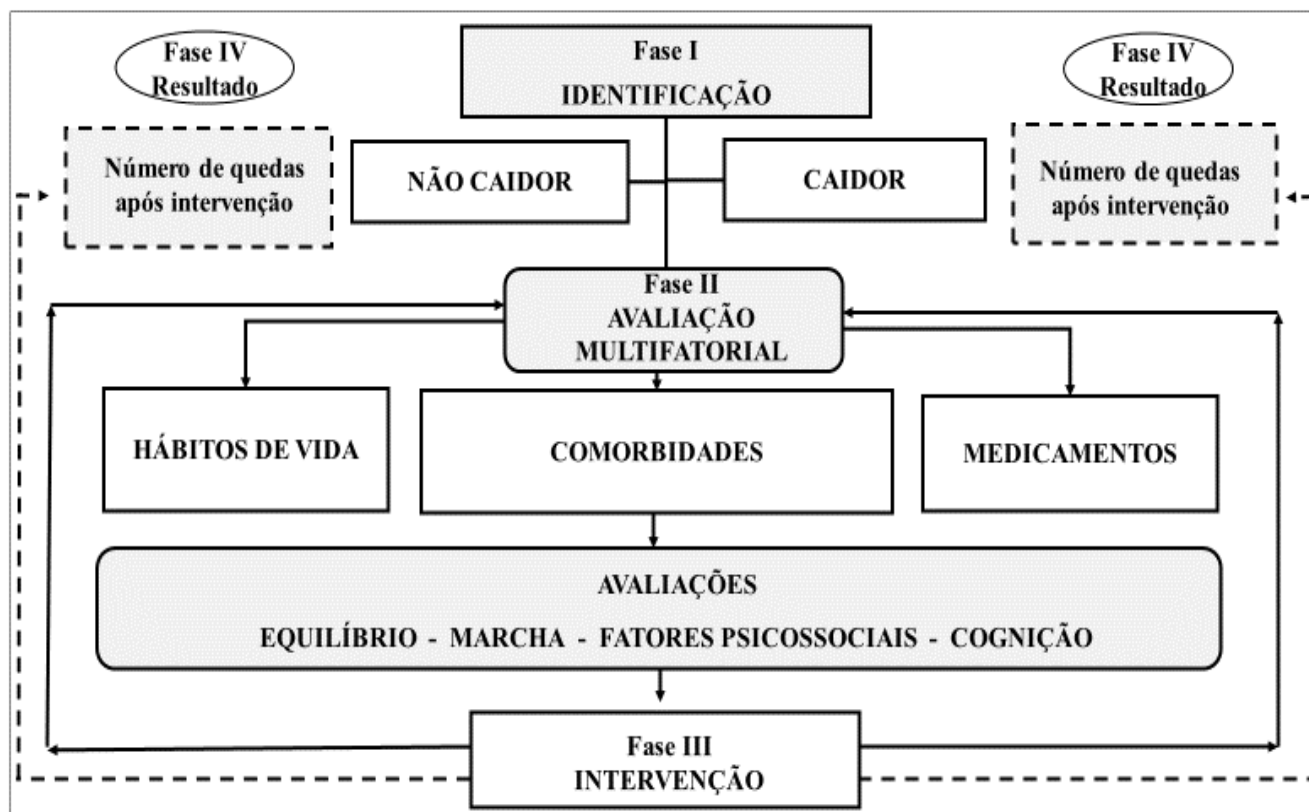 Fase IV
Resultado
Fase I
IDENTIFICAÇÃO
Fase IV
Resultado
Número de quedas
após intervenção
NÃO CAIDOR
CAIDOR
Número de quedas
após intervenção
Fase II
AVALIAÇÃO
MULTIFATORIAL
HÁBITOS DE VIDA
COMORBIDADES
MEDICAMENTOS
AVALIAÇÕES
EQUILÍBRIO - MARCHA - FATORES PSICOSSOCIAIS - COGNIÇÃO
Fase III
INTERVENÇÃO